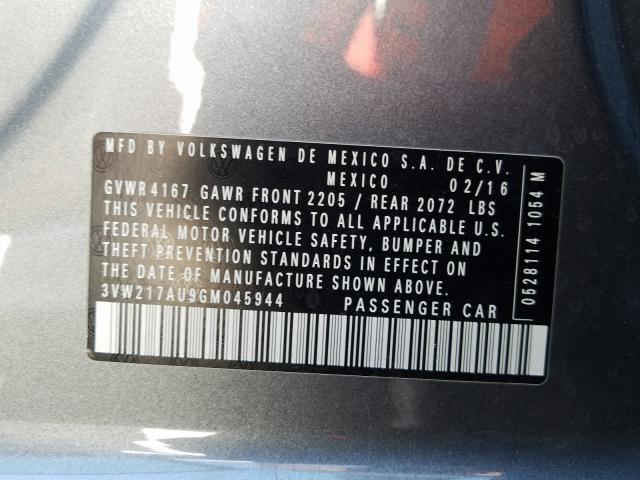 MFD BY VOLKSWAGEN DE MEXICO S.A. DE C.V.
MEXICO 02/16
GVWR 4167 GAWR FRONT 2205 / REAR 2072 LBS
THIS VEHICLE CONFORMS TO ALL APPLICABLE U.S.
FEDERAL MOTOR VEHICLE SAFETY, BUMPER AND
THEFT PREVENTION STANDARDS IN EFFECT ON
THE DATE OF MANUFACTURE SHOWN ABOVE.
3VW217AU9GM045944 PASSENGER CAR
0528114 1054 M